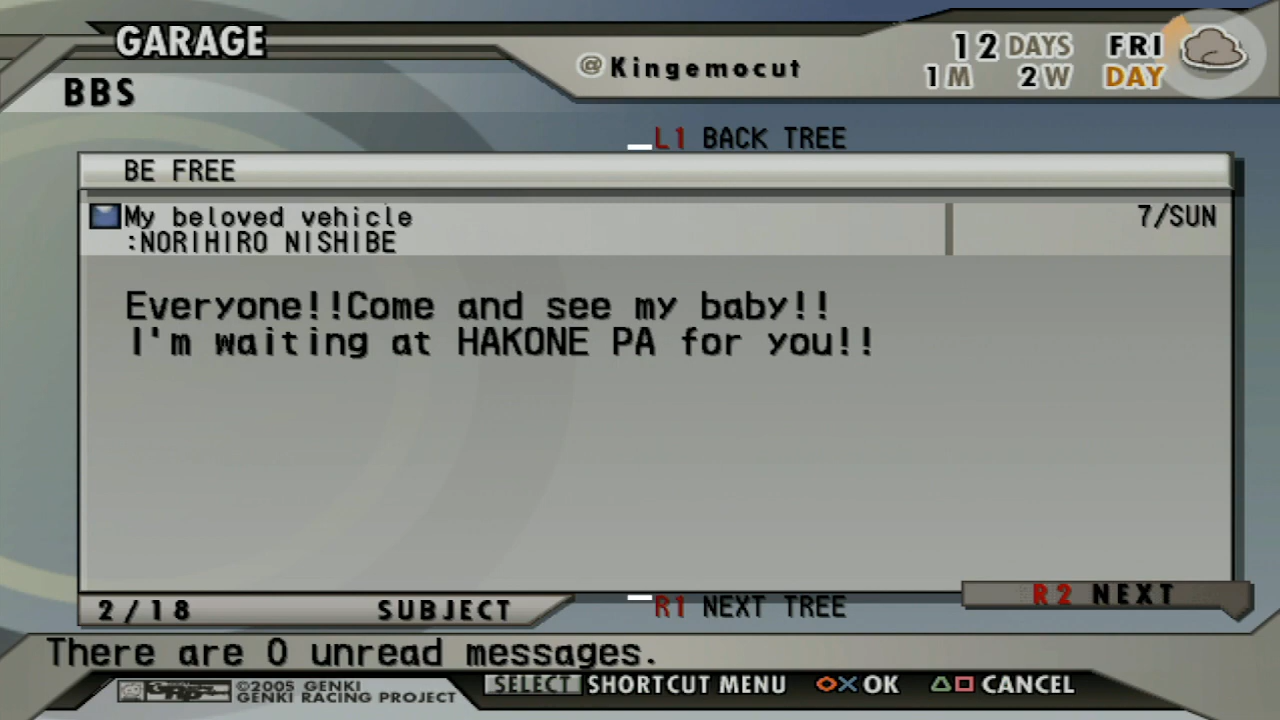 GARAGE
@Kingemocut
12 DAYS FRI
1M 2W DAY
BBS
L1 BACK TREE
BE FREE
My beloved vehicle
:NORIHIRO NISHIBE
7/SUN
Everyone!!Come and see my baby!!
I'm waiting at HAKONE PA for you!!
R2 NEXT
2/18 SUBJECT
R1 NEXT TREE
There are 0 unread messages.
©2005 GENKI
GENKI RACING PROJECT
SELECT SHORTCUT MENU OK CANCEL